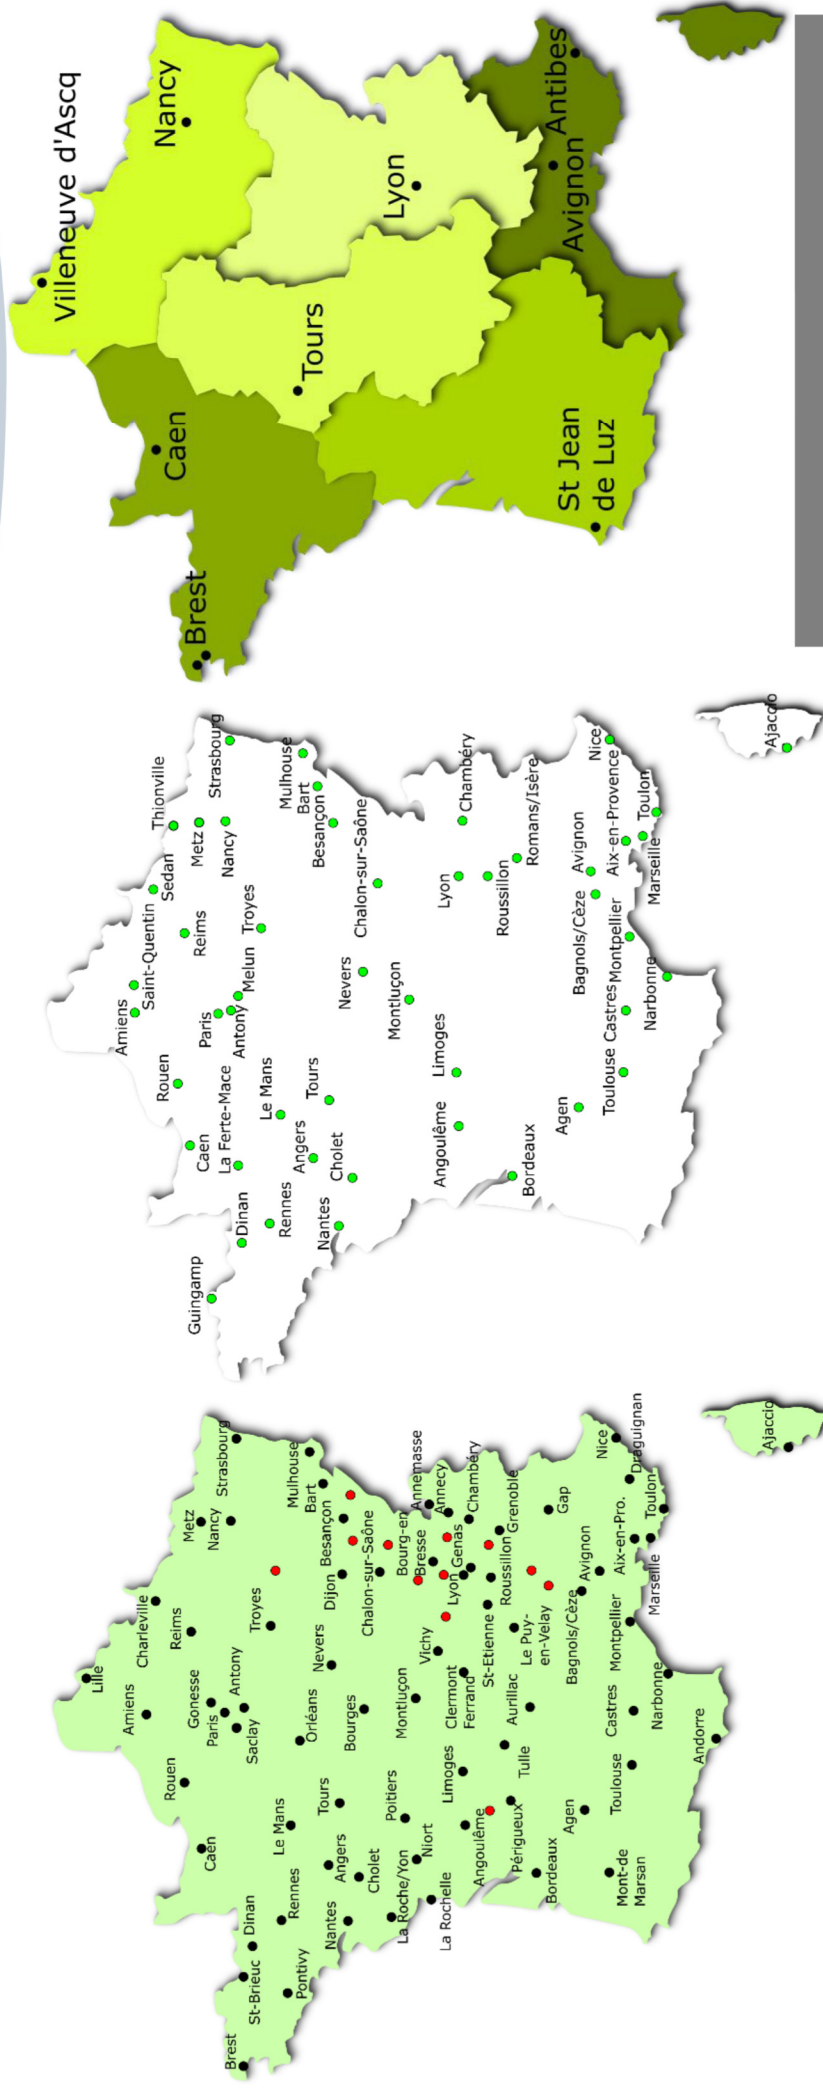 Villeneuve d'Ascq
Nancy
Caen
Brest
Tours
Lyon
St Jean
de Luz
Avignon
Antibes
Thionville
Strasbourg
Sedan
Metz
Nancy
Saint-Quentin
Amiens
Reims
Troyes
Mulhouse
Bart
Besançon
Rouen
Paris
Antony
Melun
Caen
La Ferte-Mace
Le Mans
Dinan
Rennes
Guingamp
Angers
Tours
Cholet
Nantes
Nevers
Chalon-sur-Saône
Montluçon
Limoges
Angoulême
Lyon
Chambéry
Roussillon
Romans/Isère
Bordeaux
Agen
Avignon
Bagnols/Cèze
Nice
Aix-en-Provence
Toulouse
Castres
Montpellier
Marseille
Toulon
Narbonne
Ajaccio
Lille
Amiens
Charleville
Metz
Strasbourg
Nancy
Reims
Rouen
Gonesse
Paris
Antony
Saclay
Caen
Troyes
Mulhouse
Bart
Besançon
Brest
St-Brieuc
Dinan
Pontivy
Rennes
Le Mans
Orléans
Nevers
Dijon
Nantes
Angers
Tours
Cholet
Bourges
Chalon-sur-Saône
La Roche/Yon
Niort
Poitiers
Montluçon
Bourg-en
Bresse
Annemasse
Annecy
La Rochelle
Vichy
Lyon
Genas
Chambéry
Angoulême
Limoges
Clermont
Ferrand
St-Etienne
Roussillon
Grenoble
Périgueux
Tulle
Aurillac
Le Puy-
en-Velay
Gap
Bordeaux
Agen
Bagnols/Cèze
Avignon
Nice
Mont-de
Marsan
Toulouse
Castres
Montpellier
Aix-en-Pro.
Draguignan
Marseille
Toulon
Narbonne
Andorre
Ajaccio